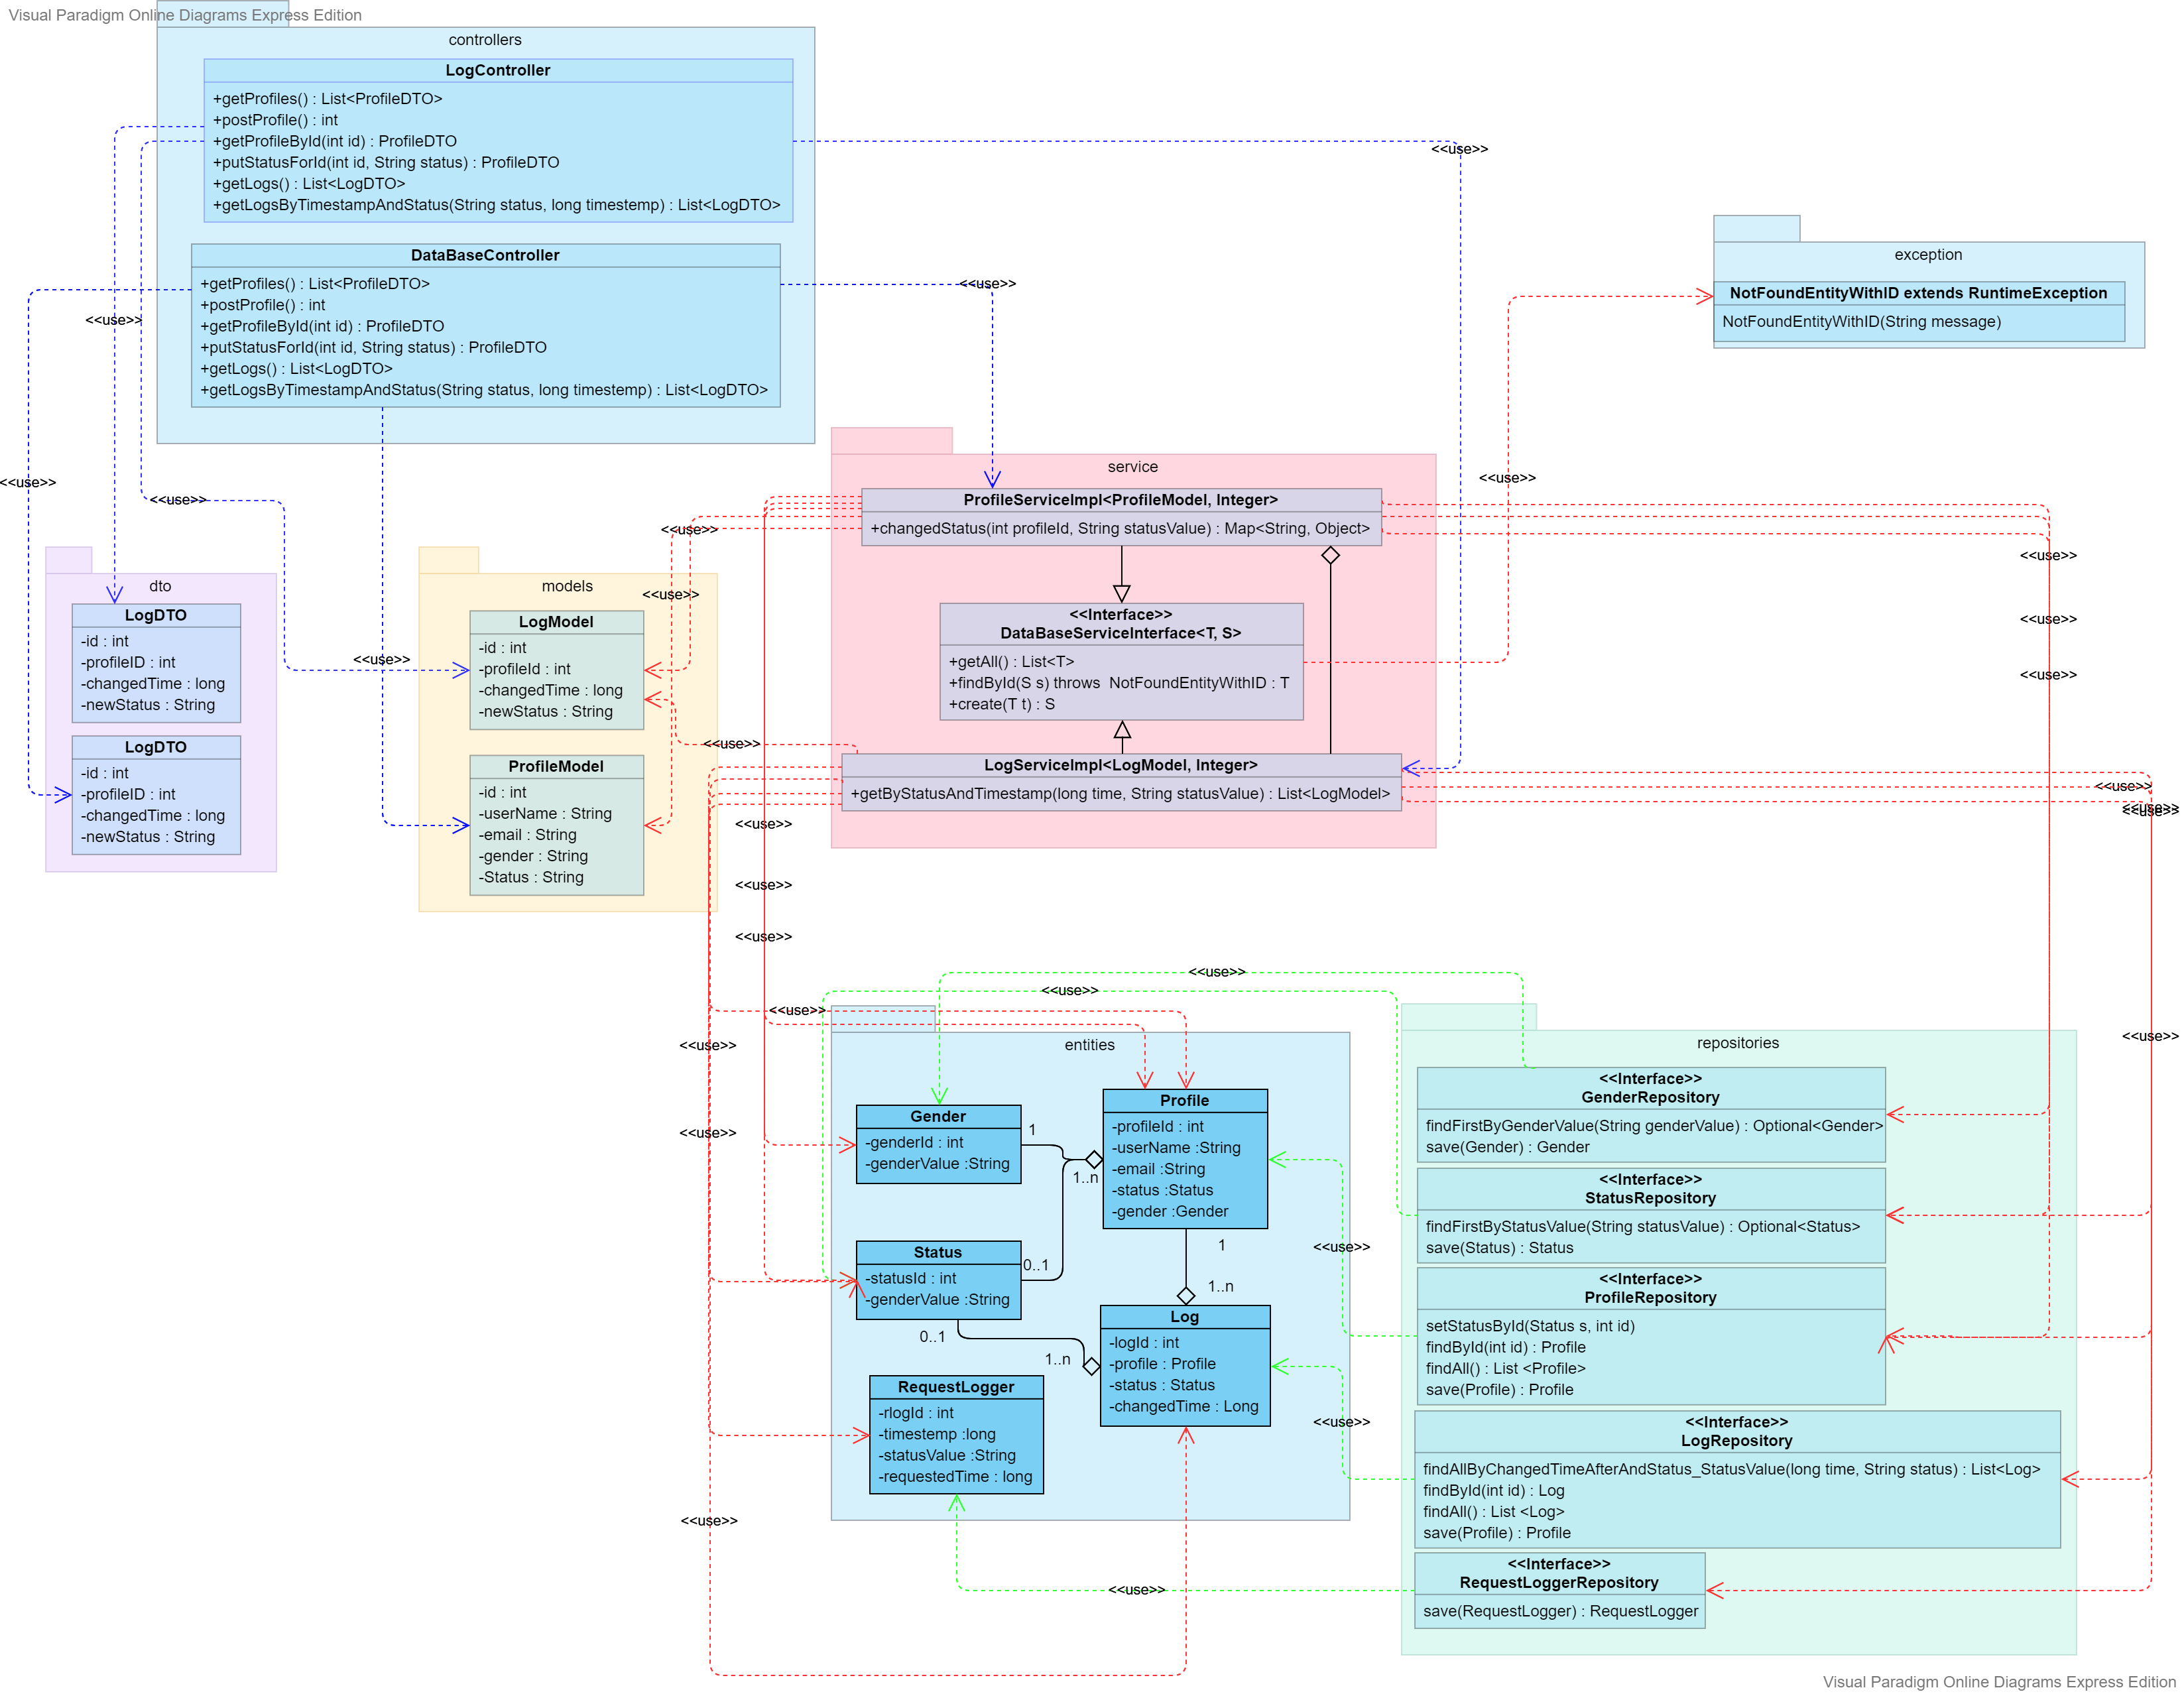 Visual Paradigm Online Diagrams Express Edition
controllers
LogController
+getProfiles() : List<ProfileDTO>
+postProfile() : int
+getProfileById(int id) : ProfileDTO
+putStatusForId(int id, String status) : ProfileDTO
+getLogs() : List<LogDTO>
+getLogsByTimestampAndStatus(String status, long timestemp) : List<LogDTO>
<<use>>
DataBaseController
+getProfiles() : List<ProfileDTO>
+postProfile() : int
+getProfileById(int id) : ProfileDTO
+putStatusForId(int id, String status) : ProfileDTO
+getLogs() : List<LogDTO>
+getLogsByTimestampAndStatus(String status, long timestemp) : List<LogDTO>
<<use>>
<<use>>
exception
NotFoundEntityWithID extends RuntimeException
NotFoundEntityWithID(String message)
<<use>>
<<use>>
<<use>>
<<use>>
service
ProfileServiceImpl<ProfileModel, Integer>
+changedStatus(int profileId, String statusValue) : Map<String, Object>
<<Interface>>
DataBaseServiceInterface<T, S>
+getAll() : List<T>
+findById(S s) throws  NotFoundEntityWithID : T
+create(T t) : S
LogServiceImpl<LogModel, Integer>
+getByStatusAndTimestamp(long time, String statusValue) : List<LogModel>
<<use>>
<<use>>
<<use>>
<<use>>
<<use>>
<<use>>
<<use>>
dto
LogDTO
-id : int
-profileID : int
-changedTime : long
-newStatus : String
LogDTO
-id : int
-profileID : int
-changedTime : long
-newStatus : String
models
LogModel
-id : int
-profileId : int
-changedTime : long
-newStatus : String
ProfileModel
-id : int
-userName : String
-email : String
-gender : String
-Status : String
<<use>>
<<use>>
<<use>>
<<use>>
<<use>>
<<use>>
<<use>>
<<use>>
<<use>>
<<use>>
<<use>>
<<use>>
entities
Gender
-genderId : int
-genderValue :String
1
Profile
-profileId : int
-userName :String
-email :String
-status :Status
-gender :Gender
1..n
Status
-statusId : int
-genderValue :String
0..1
1
1..n
0..1
1..n
Log
-logId : int
-profile : Profile
-status : Status
-changedTime : Long
RequestLogger
-rlogId : int
-timestemp :long
-statusValue :String
-requestedTime : long
<<use>>
<<use>>
<<use>>
<<use>>
repositories
<<Interface>>
GenderRepository
findFirstByGenderValue(String genderValue) : Optional<Gender>
save(Gender) : Gender
<<Interface>>
StatusRepository
findFirstByStatusValue(String statusValue) : Optional<Status>
save(Status) : Status
<<Interface>>
ProfileRepository
setStatusById(Status s, int id)
findById(int id) : Profile
findAll() : List <Profile>
save(Profile) : Profile
<<Interface>>
LogRepository
findAllByChangedTimeAfterAndStatus_StatusValue(long time, String status) : List<Log>
findById(int id) : Log
findAll() : List <Log>
save(Profile) : Profile
<<Interface>>
RequestLoggerRepository
save(RequestLogger) : RequestLogger
Visual Paradigm Online Diagrams Express Edition